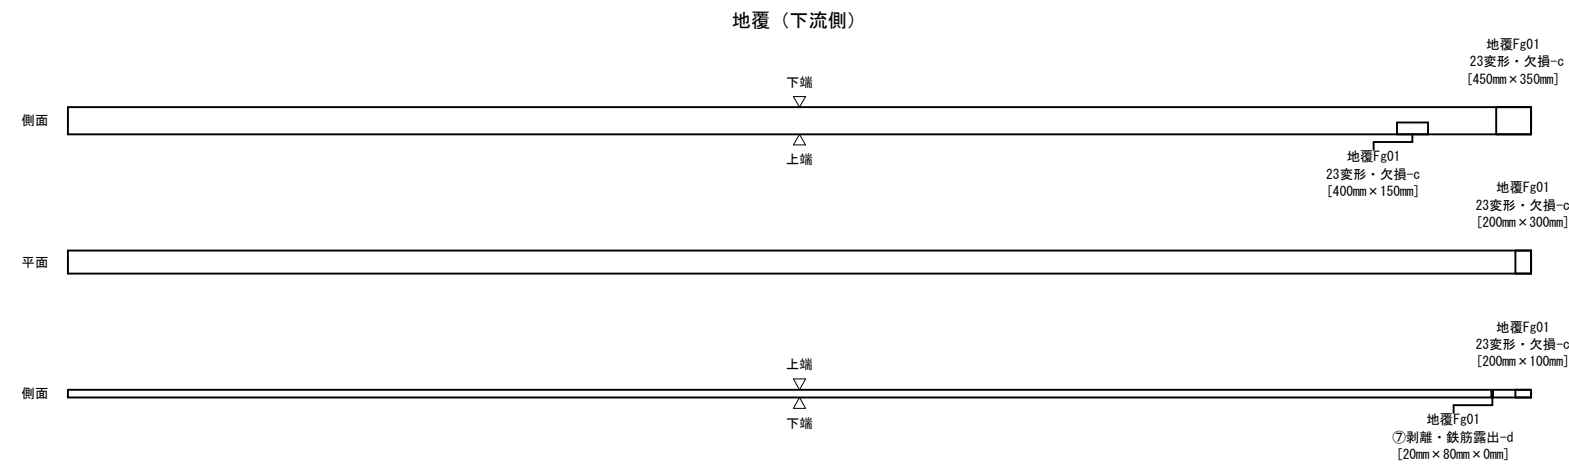 地覆（下流側）
地覆Fg01
23変形・欠損-c
[450mm×350mm]
下端
側面
上端
地覆Fg01
23変形・欠損-c
[400mm×150mm]
地覆Fg01
23変形・欠損-c
[200mm×300mm]
平面
地覆Fg01
23変形・欠損-c
[200mm×100mm]
上端
側面
下端
地覆Fg01
⑦剥離・鉄筋露出-d
[20mm×80mm×0mm]